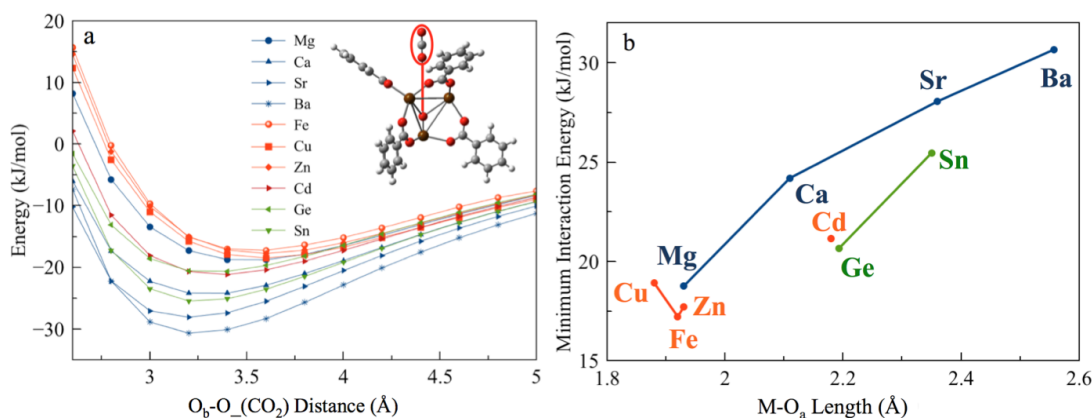 a
20
10
0
−10
−20
−30
Energy (kJ/mol)
Mg
Ca
Sr
Ba
Fe
Cu
Zn
Cd
Ge
Sn
3
3.5
4
4.5
5
O_b-O_(CO₂) Distance (Å)
b
30
25
20
15
Minimum Interaction Energy (kJ/mol)
Sr
Ba
Sn
Ca
Cd
Mg
Ge
Cu
Zn
Fe
1.8
2
2.2
2.4
2.6
M-Oₐ Length (Å)